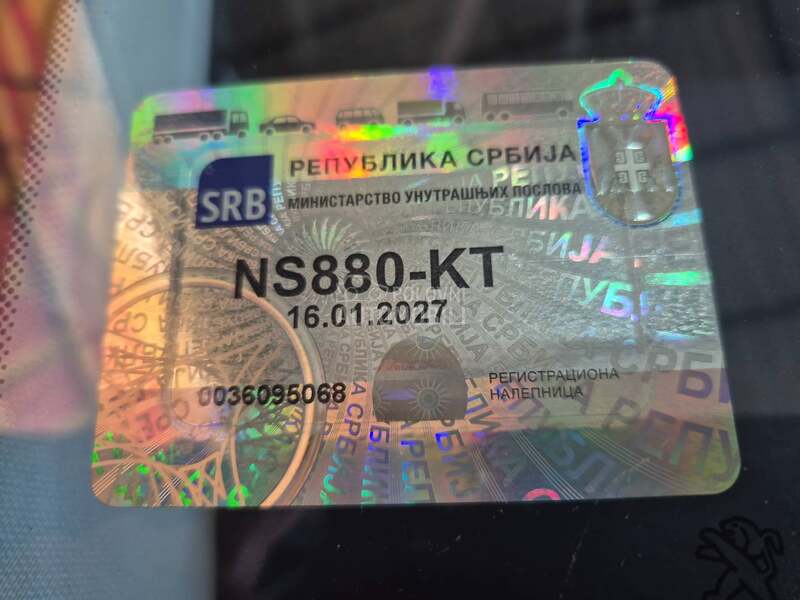 РЕПУБЛИКА СРБИЈА
SRB
МИНИСТАРСТВО УНУТРАШЊИХ ПОСЛОВА
NS880-KT
16.01.2027
0036095068
РЕГИСТРАЦИОНА
НАЛЕПНИЦА